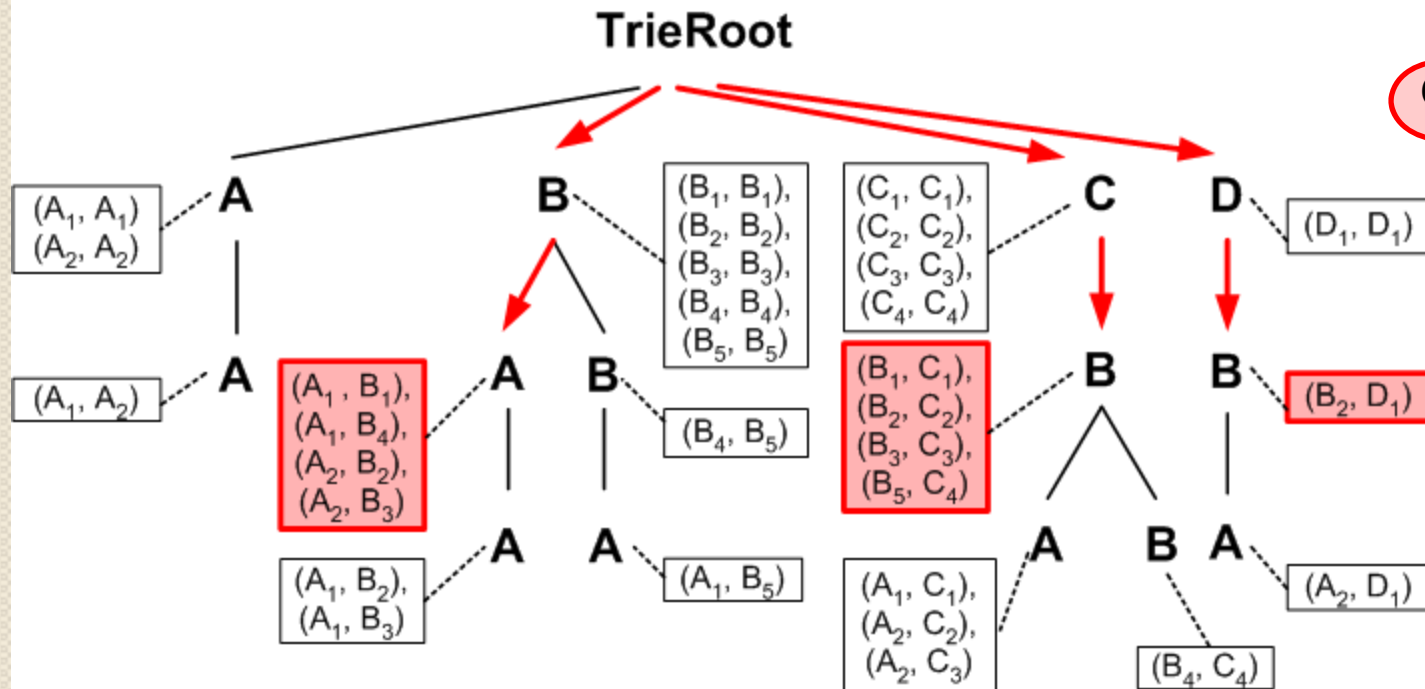 TrieRoot
A
B
C
D
(A₁, A₁)
(A₂, A₂)
(B₁, B₁),
(B₂, B₂),
(B₃, B₃),
(B₄, B₄),
(B₅, B₅)
(C₁, C₁),
(C₂, C₂),
(C₃, C₃),
(C₄, C₄)
(D₁, D₁)
A
A
B
B
B
(A₁, A₂)
(A₁ , B₁),
(A₁, B₄),
(A₂, B₂),
(A₂, B₃)
(B₄, B₅)
(B₁, C₁),
(B₂, C₂),
(B₃, C₃),
(B₅, C₄)
(B₂, D₁)
A
A
A
B
A
(A₁, B₂),
(A₁, B₃)
(A₁, B₅)
(A₁, C₁),
(A₂, C₂),
(A₂, C₃)
(B₄, C₄)
(A₂, D₁)